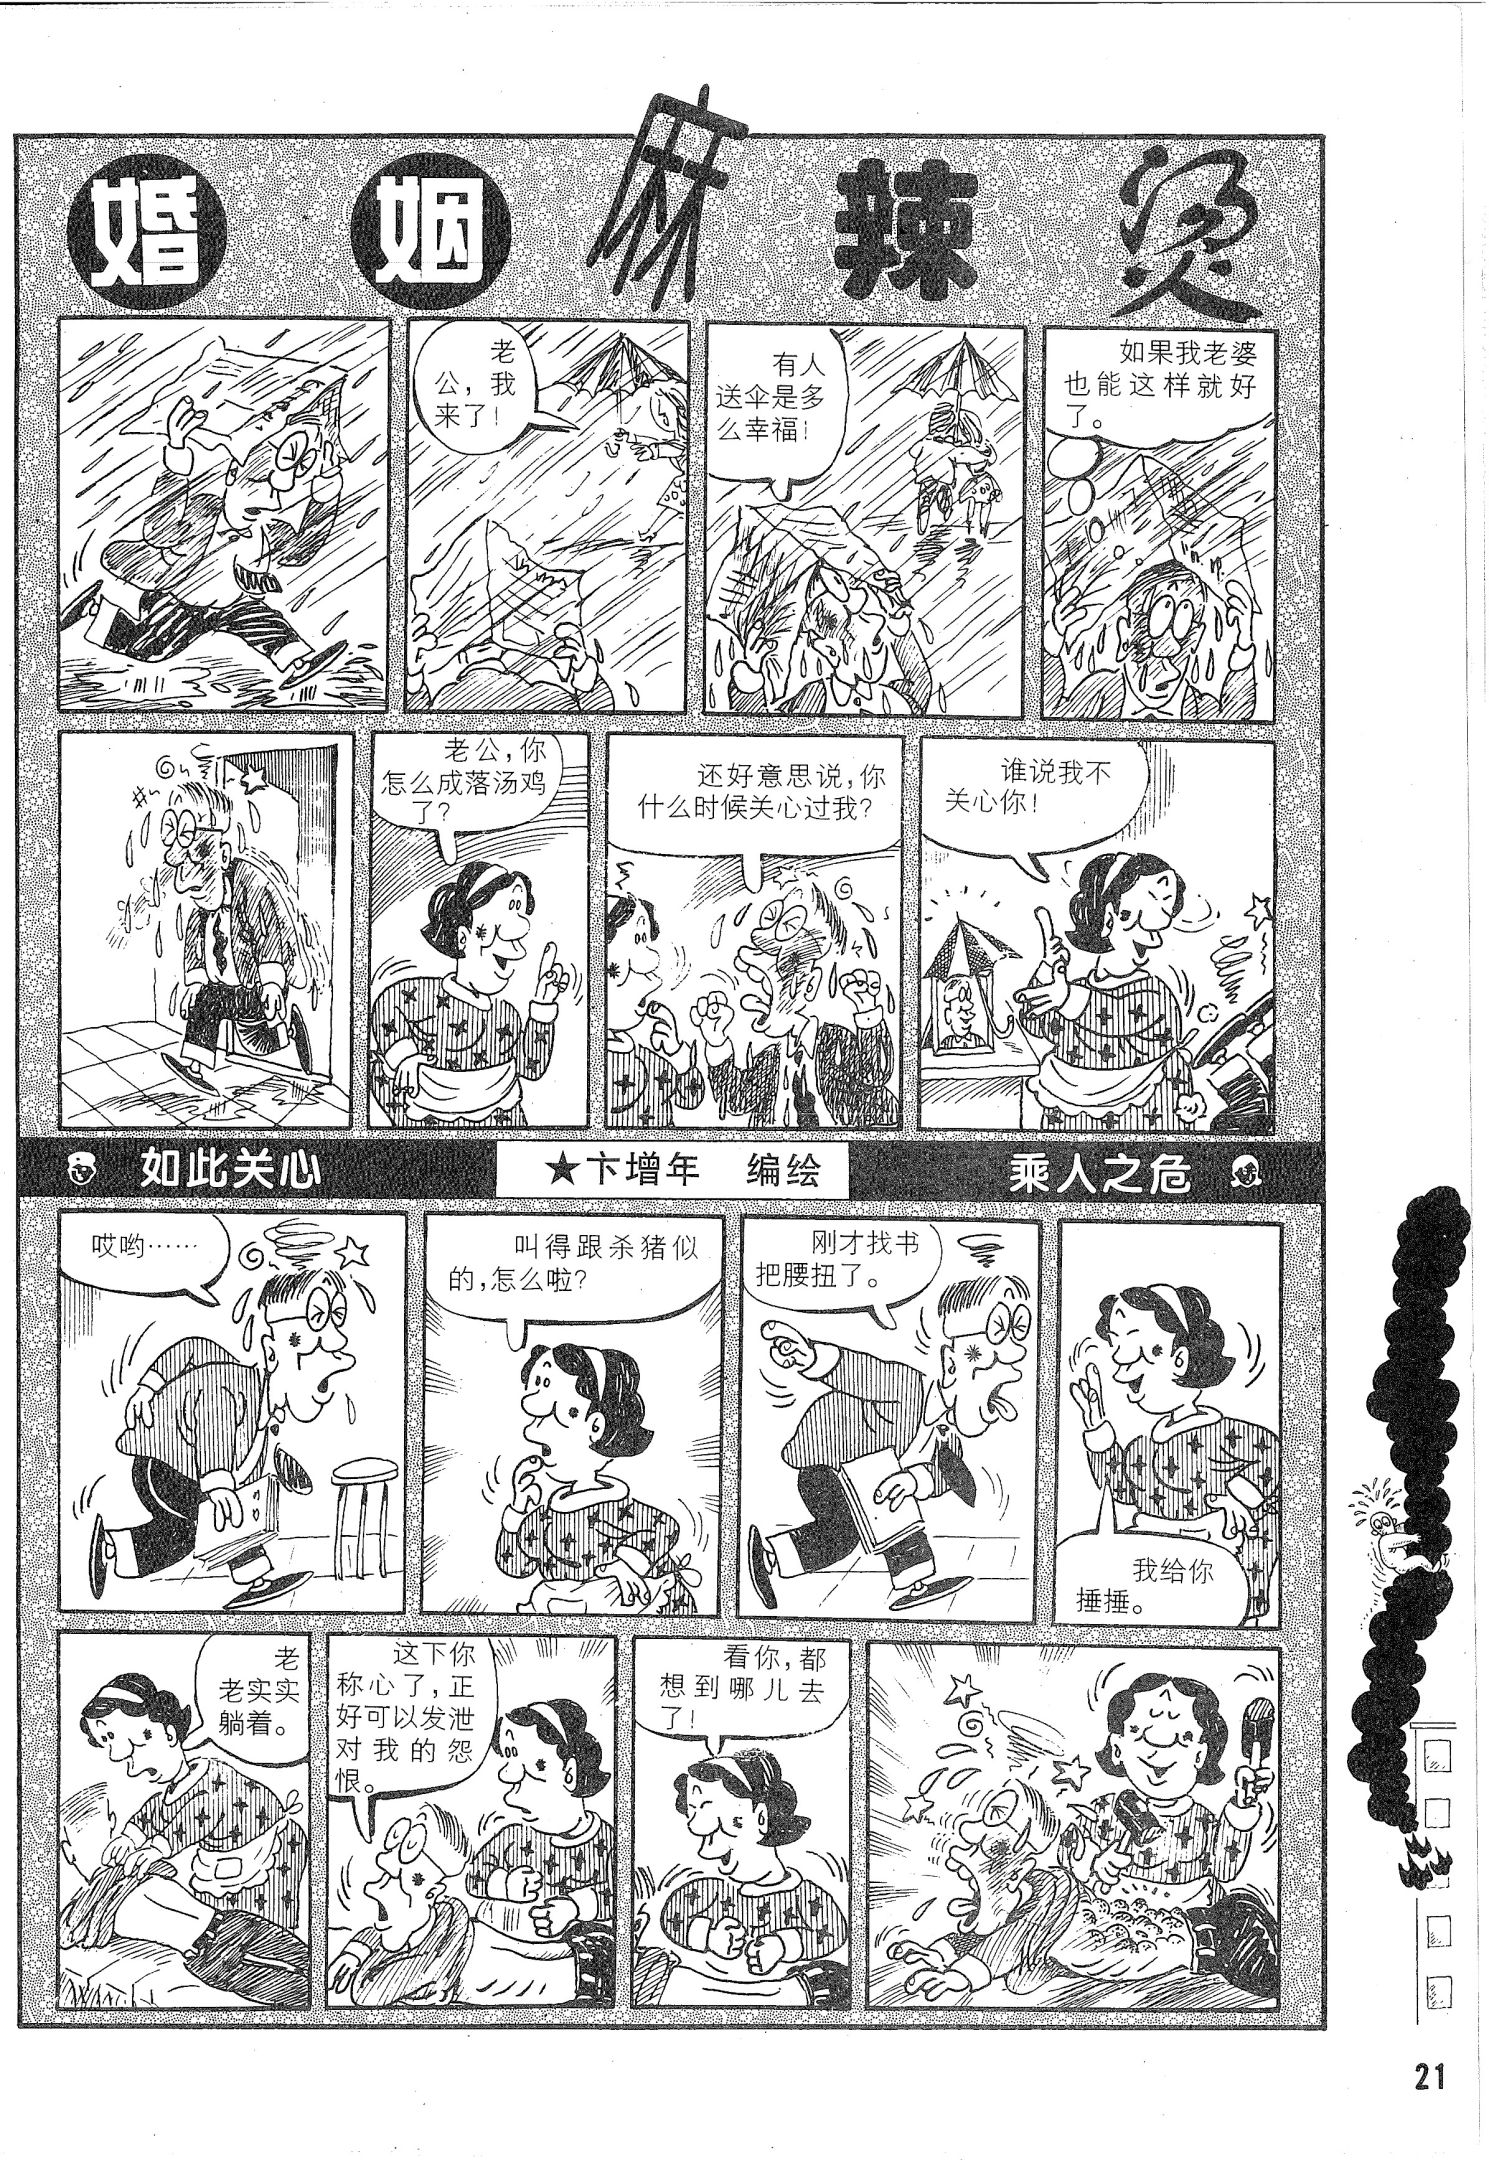 婚姻麻辣烫
老
公，我
来了！
有人
送伞是多
么幸福！
如果我老婆
也能这样就好
了。
老公，你
怎么成落汤鸡
了？
还好意思说，你
什么时候关心过我？
谁说我不
关心你！
如此关心
★卞增年 编绘
乘人之危
哎哟……
叫得跟杀猪似
的，怎么啦？
刚才找书
把腰扭了。
我给你
捶捶。
老
老实实
躺着。
这下你
称心了，正
好可以发泄
对我的怨
恨。
看你，都
想到哪儿去
了！
21